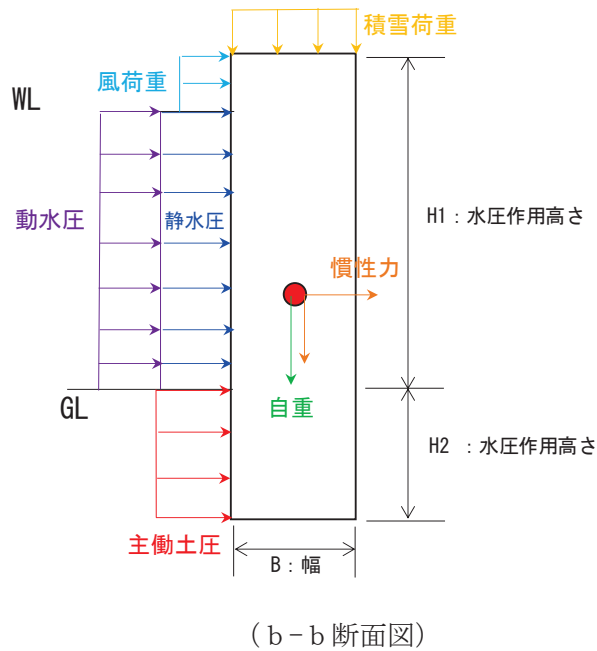 積雪荷重
風荷重
WL
動水圧
静水圧
H1：水圧作用高さ
慣性力
自重
GL
H2 ：水圧作用高さ
主働土圧
B：幅
（ｂ-ｂ断面図）